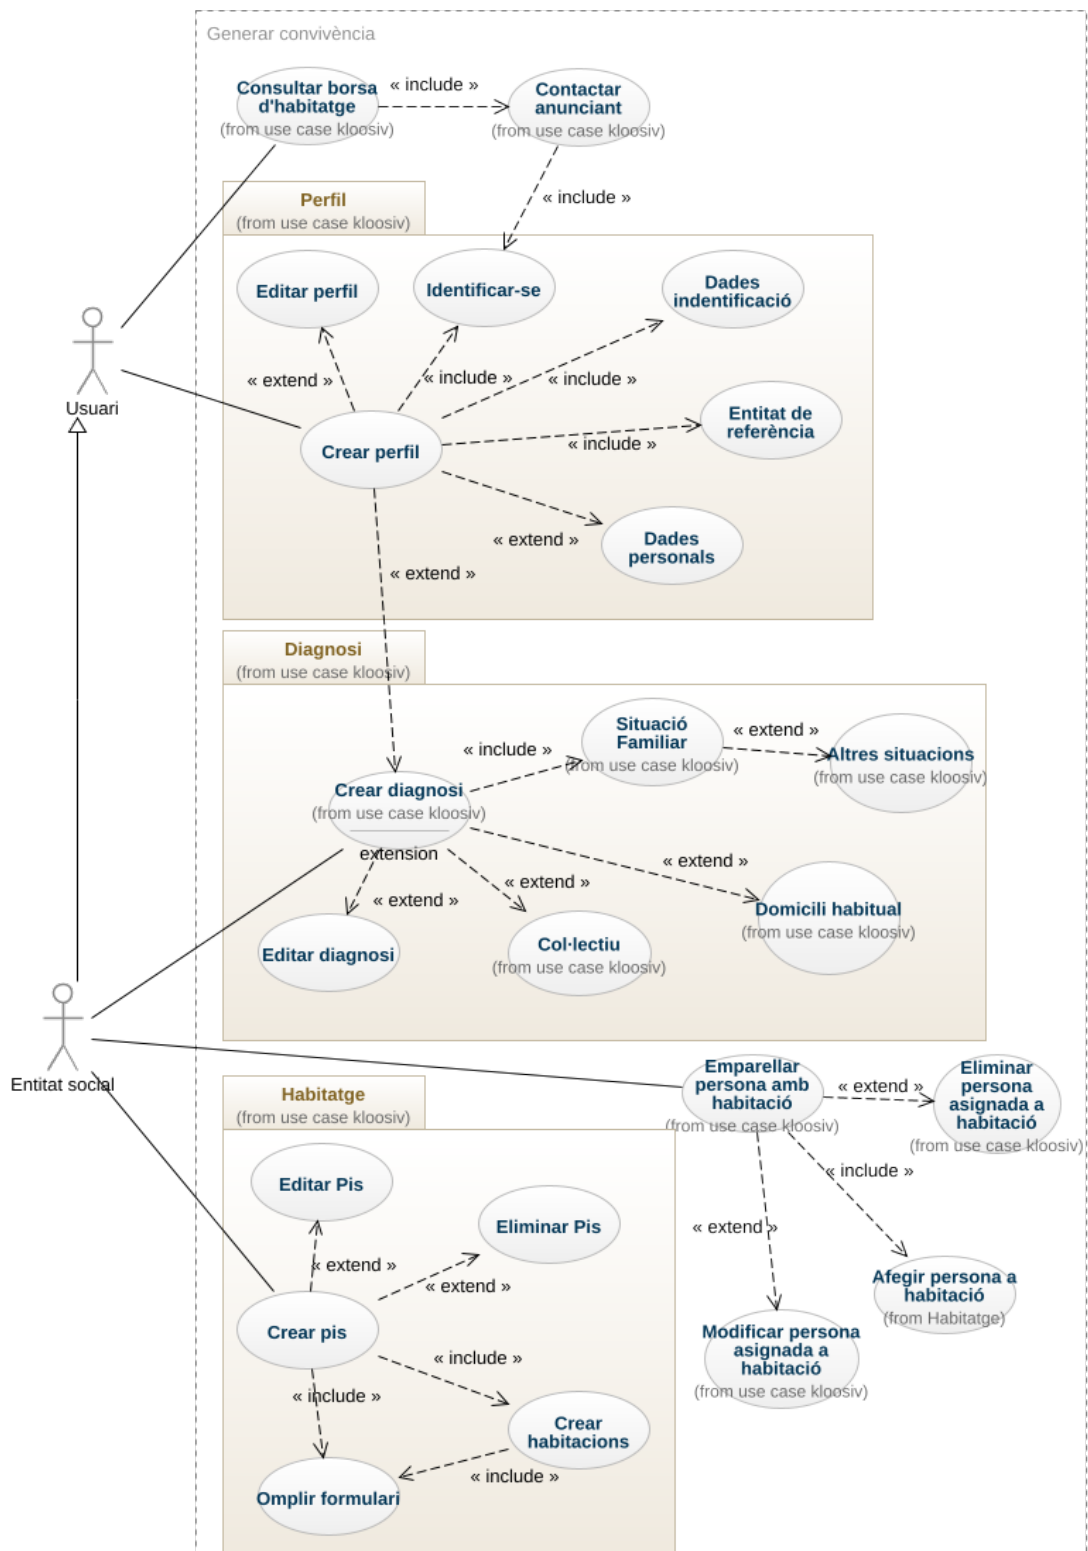 Generar convivència
Consultar borsa
d'habitatge
(from use case kloosiv)
« include »
Contactar
anunciant
(from use case kloosiv)
« include »
Perfil
(from use case kloosiv)
Editar perfil
Identificar-se
Dades
indentificació
« extend »
« include »
« include »
Entitat de
referència
« include »
Crear perfil
Dades
personals
« extend »
« extend »
Usuari
Diagnosi
(from use case kloosiv)
Situació
Familiar
(from use case kloosiv)
« extend »
Altres situacions
(from use case kloosiv)
« include »
Crear diagnosi
(from use case kloosiv)
extension
« extend »
« extend »
« extend »
Domicili habitual
(from use case kloosiv)
Editar diagnosi
Col·lectiu
(from use case kloosiv)
Entitat social
Emparellar
persona amb
habitació
(from use case kloosiv)
« extend »
Eliminar
persona
asignada a
habitació
(from use case kloosiv)
« include »
« extend »
Afegir persona a
habitació
(from Habitatge)
Modificar persona
asignada a
habitació
(from use case kloosiv)
Habitatge
(from use case kloosiv)
Editar Pis
Eliminar Pis
« extend »
« extend »
Crear pis
« include »
« include »
Crear
habitacions
« include »
Omplir formulari